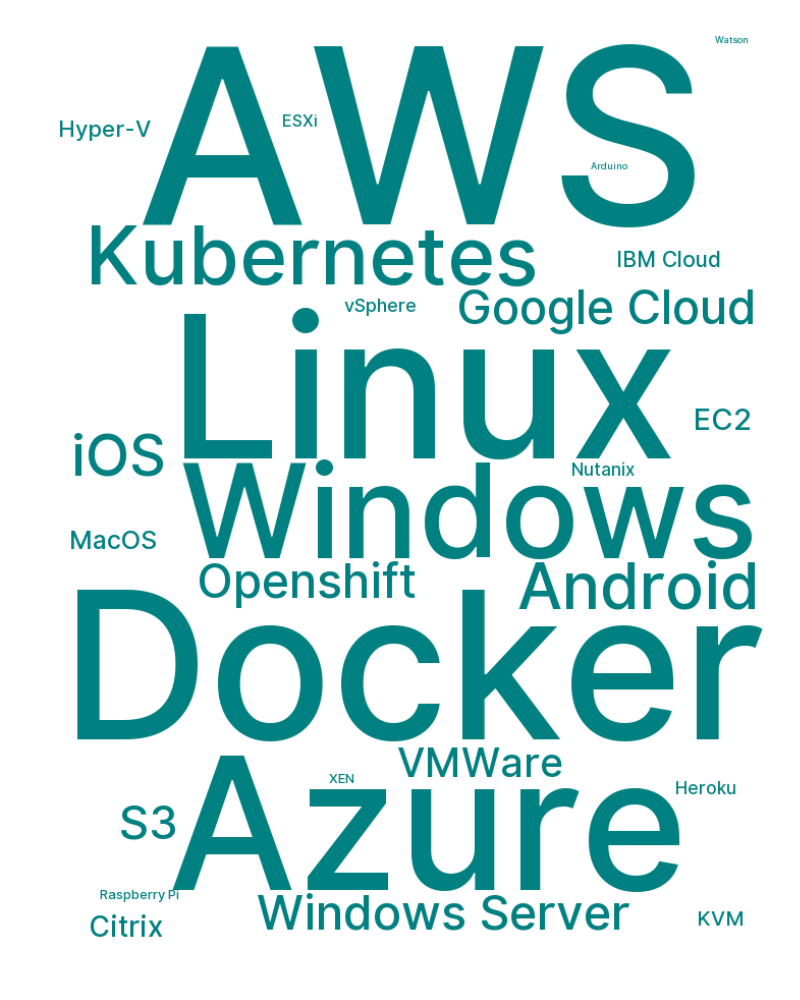 Watson
AWS
Hyper-V
ESXi
Arduino
Kubernetes
IBM Cloud
vSphere
Google Cloud
Linux
EC2
iOS
Nutanix
Windows
MacOS
Openshift
Android
Docker
VMWare
XEN
Heroku
S3
Azure
Raspberry Pi
Windows Server
Citrix
KVM